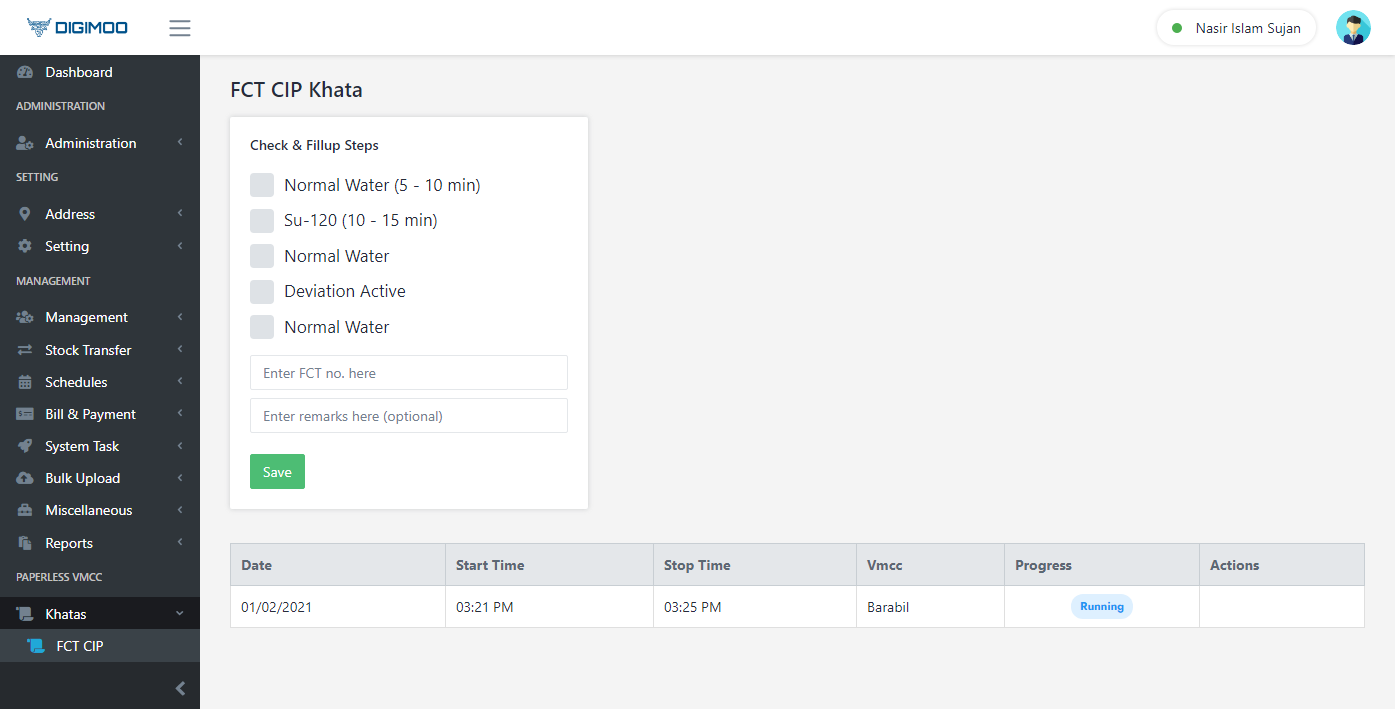 DIGIMOO
Nasir Islam Sujan
Dashboard
ADMINISTRATION
Administration
SETTING
Address
Setting
MANAGEMENT
Management
Stock Transfer
Schedules
Bill & Payment
System Task
Bulk Upload
Miscellaneous
Reports
PAPERLESS VMCC
Khatas
FCT CIP
FCT CIP Khata
Check & Fillup Steps
Normal Water (5 - 10 min)
Su-120 (10 - 15 min)
Normal Water
Deviation Active
Normal Water
Enter FCT no. here
Enter remarks here (optional)
Save
Date Start Time Stop Time Vmcc Progress Actions
01/02/2021 03:21 PM 03:25 PM Barabil Running